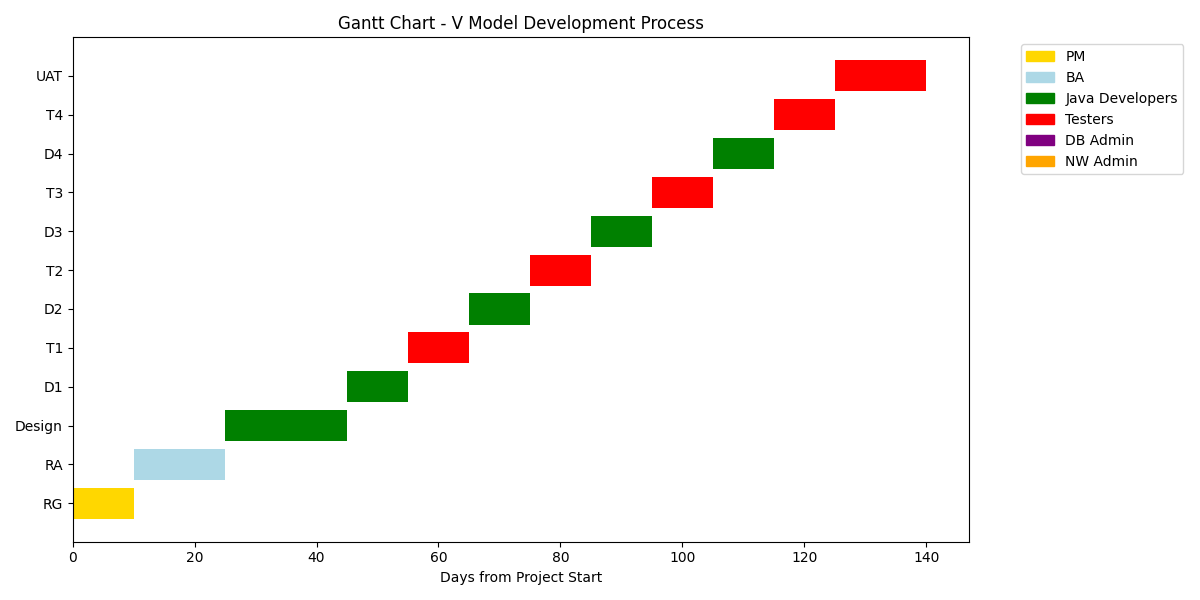 Gantt Chart - V Model Development Process
UAT
T4
D4
T3
D3
T2
D2
T1
D1
Design
RA
RG
0 20 40 60 80 100 120 140
Days from Project Start
PM
BA
Java Developers
Testers
DB Admin
NW Admin